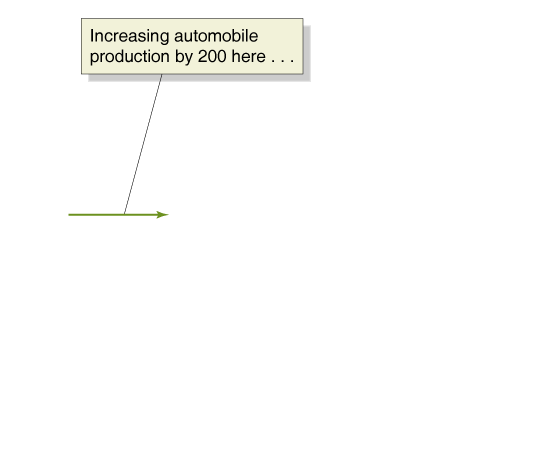 Increasing automobile
production by 200 here . . .